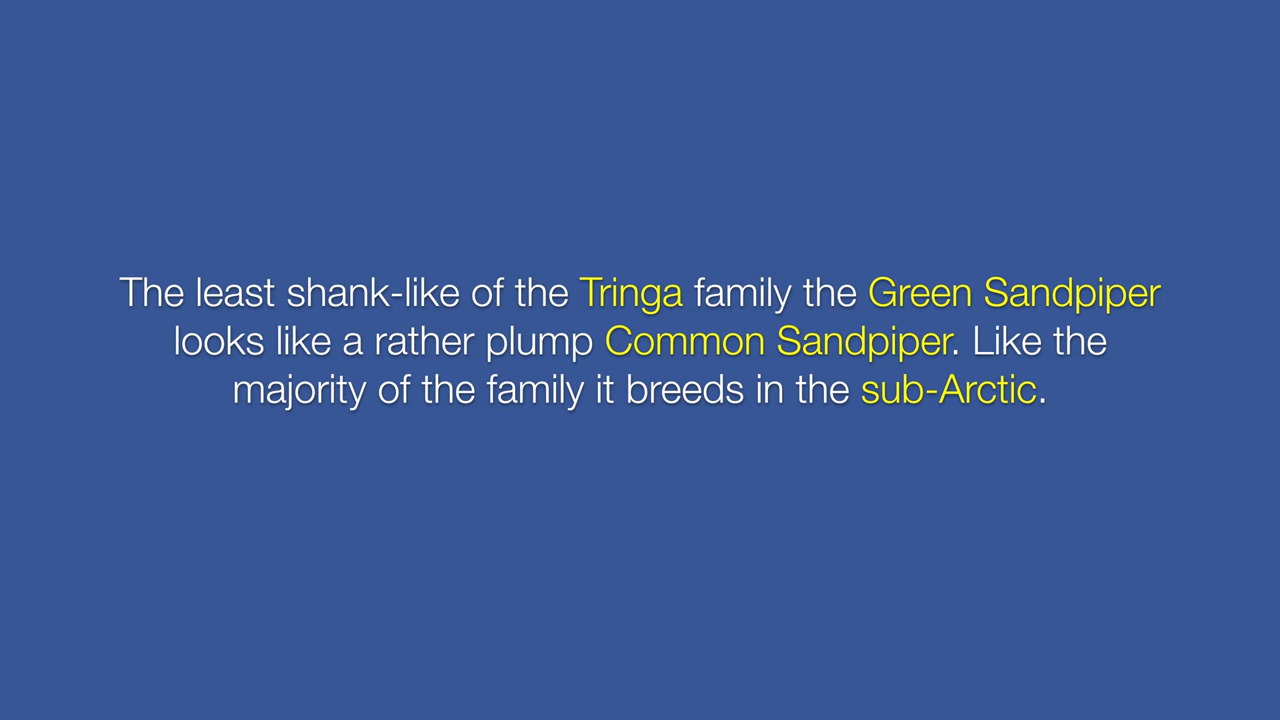 The least shank-like of the Tringa family the Green Sandpiper
looks like a rather plump Common Sandpiper. Like the
majority of the family it breeds in the sub-Arctic.